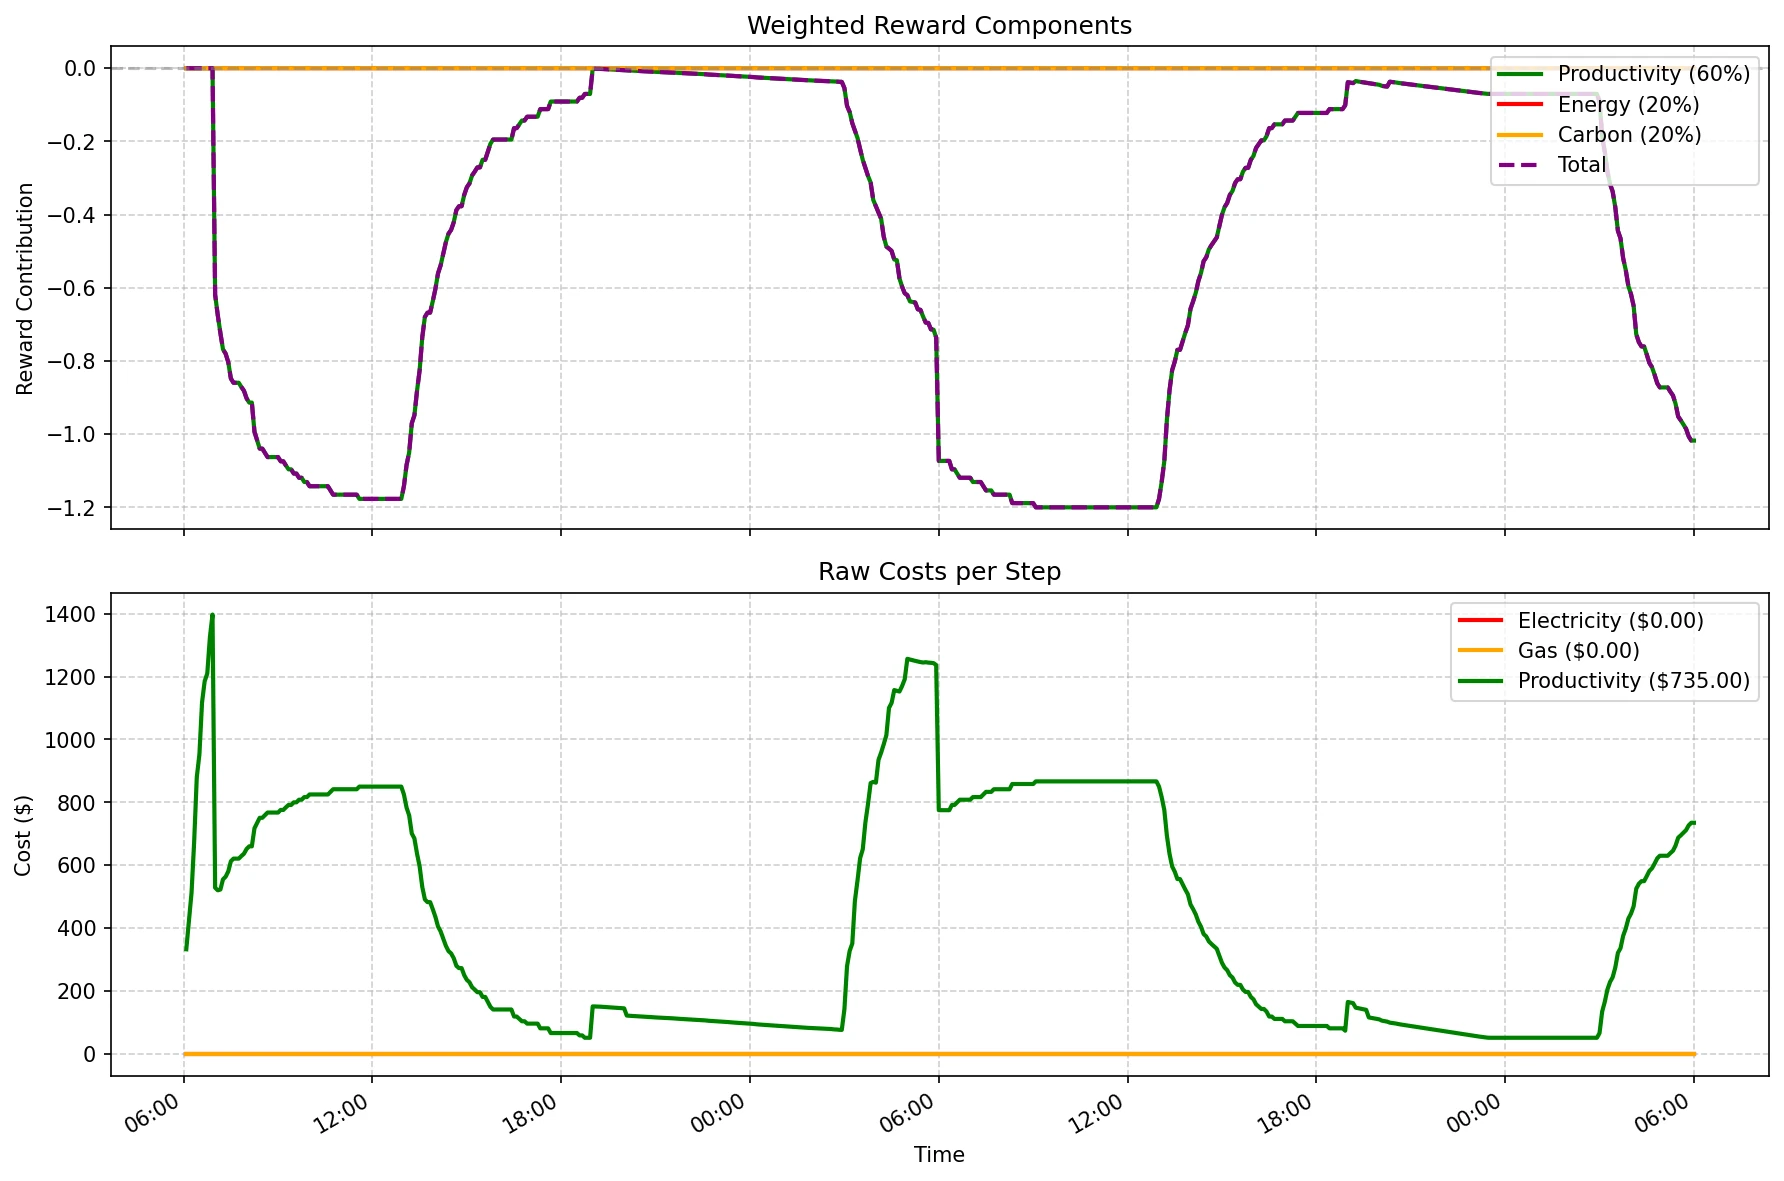 Weighted Reward Components
Reward Contribution
0.0
−0.2
−0.4
−0.6
−0.8
−1.0
−1.2
Productivity (60%)
Energy (20%)
Carbon (20%)
Total
Raw Costs per Step
Cost ($)
1400
1200
1000
800
600
400
200
0
Electricity ($0.00)
Gas ($0.00)
Productivity ($735.00)
06:00
12:00
18:00
00:00
06:00
12:00
18:00
00:00
06:00
Time